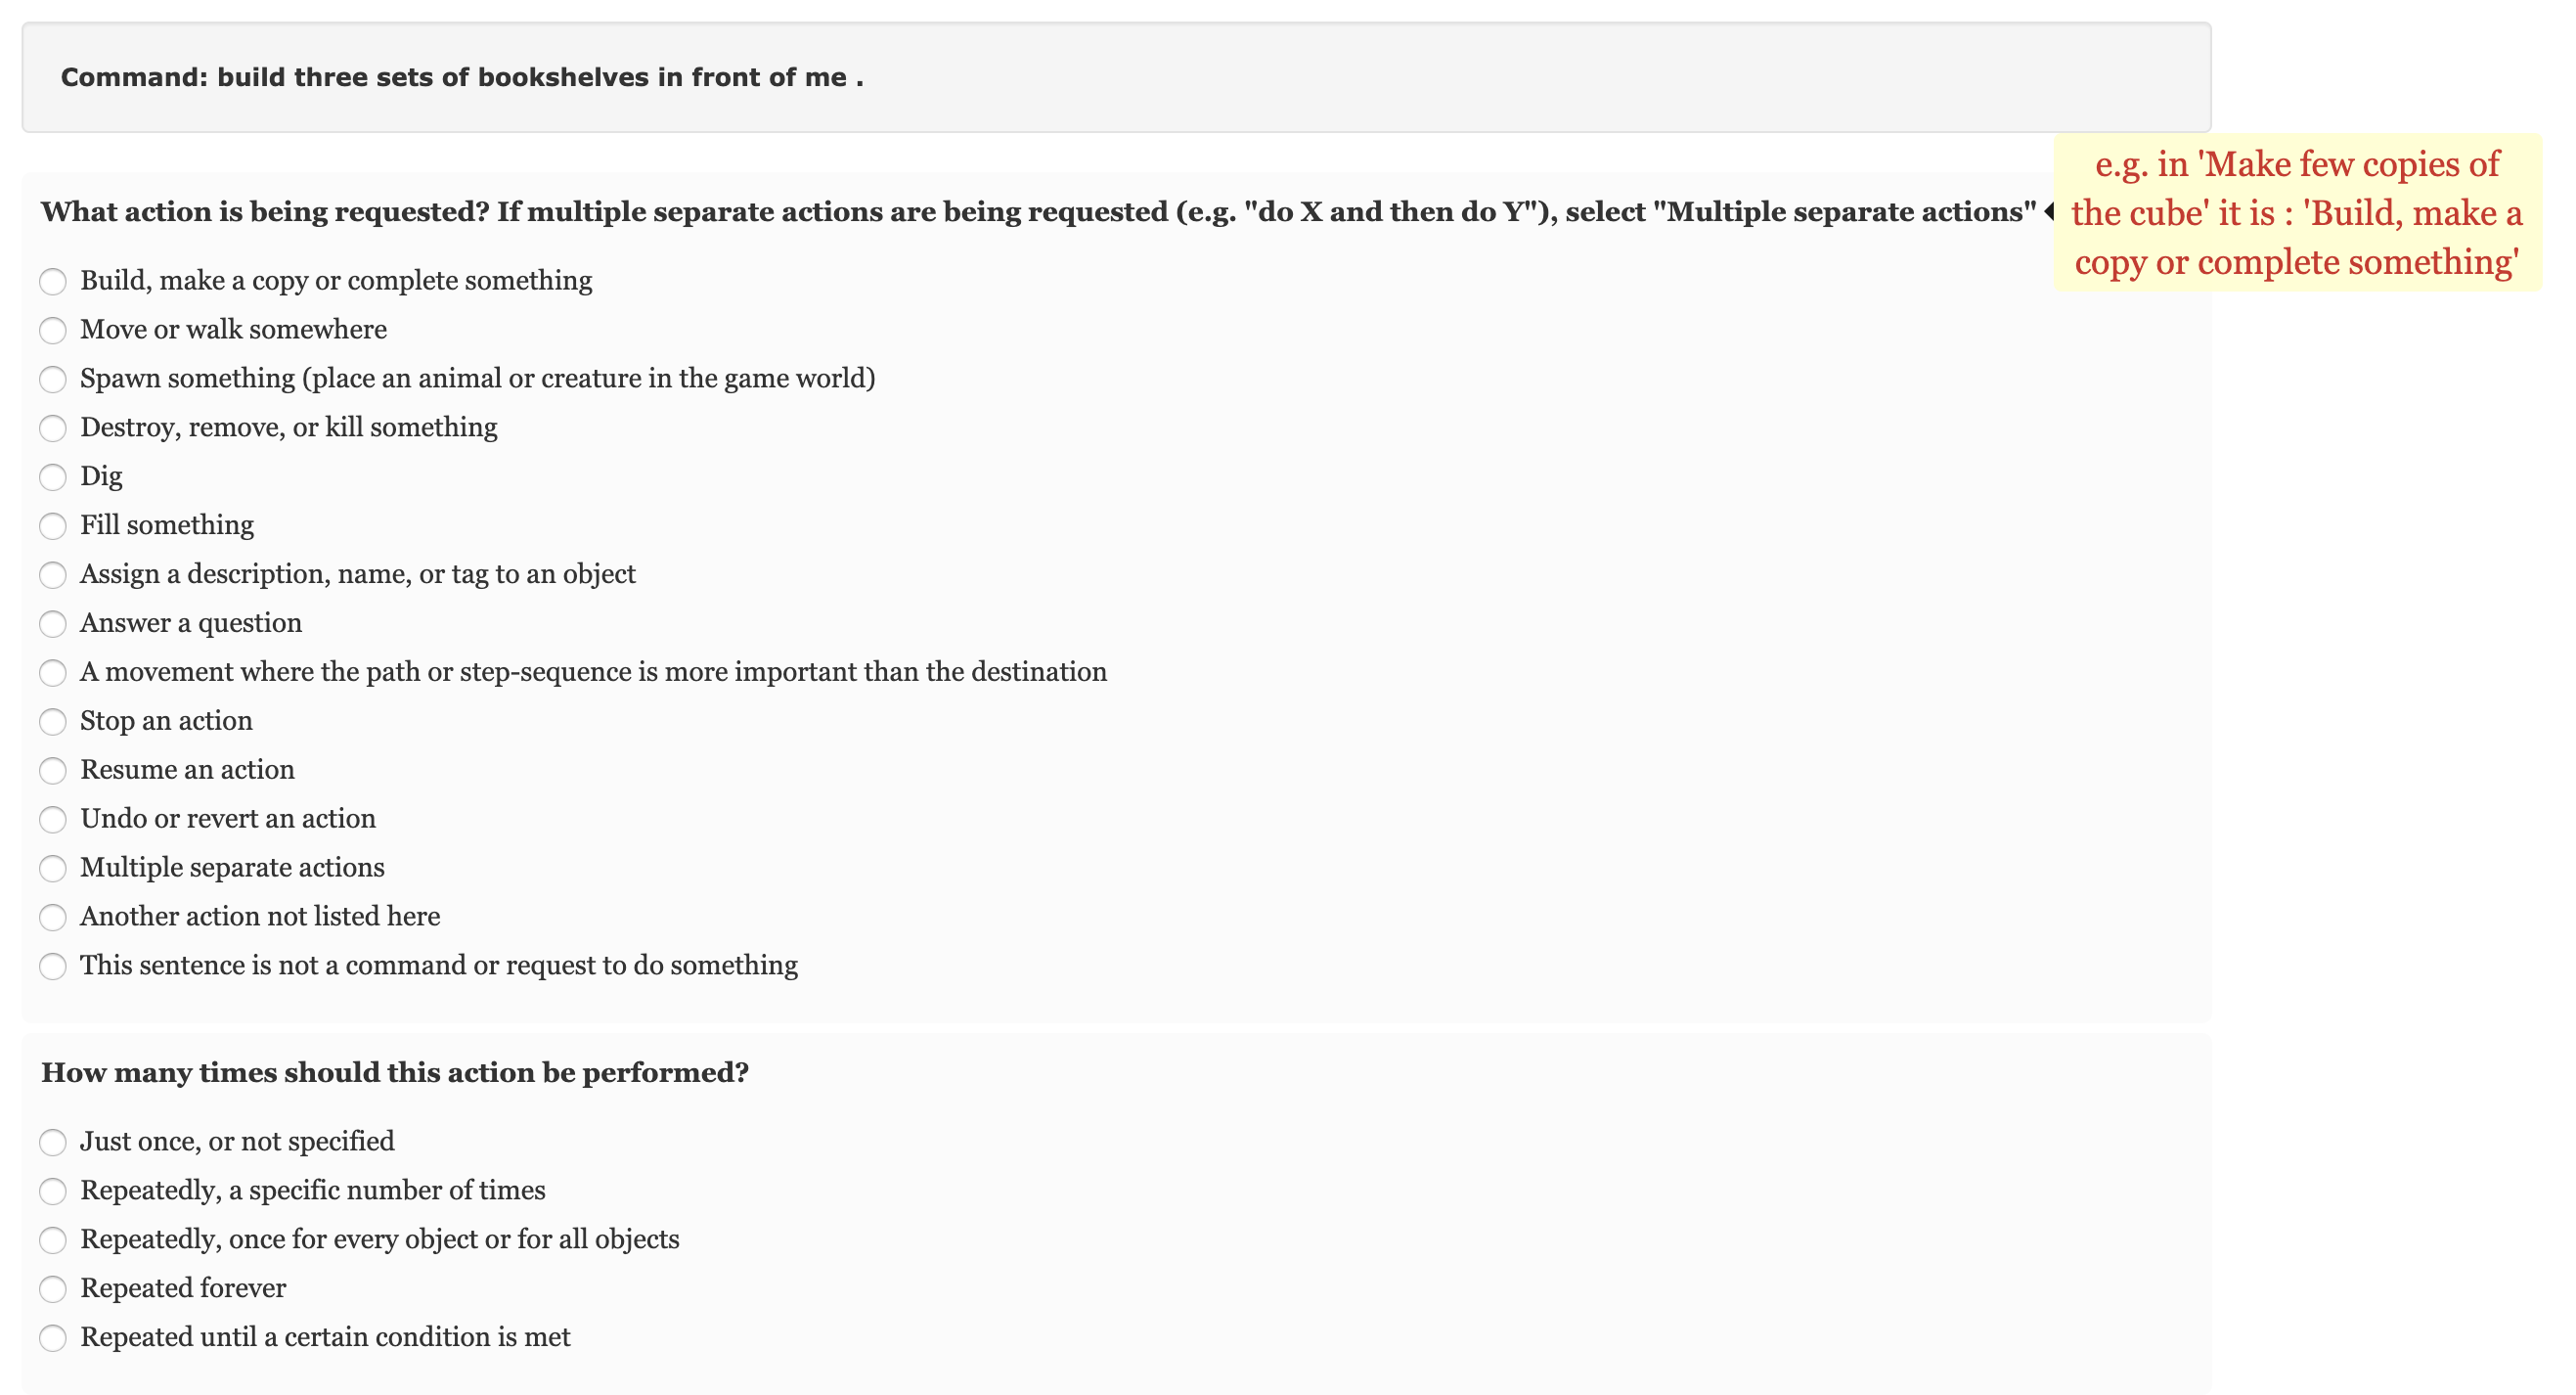 Command: build three sets of bookshelves in front of me .
What action is being requested? If multiple separate actions are being requested (e.g. "do X and then do Y"), select "Multiple separate actions"
e.g. in 'Make few copies of
the cube' it is : 'Build, make a
copy or complete something'
Build, make a copy or complete something
Move or walk somewhere
Spawn something (place an animal or creature in the game world)
Destroy, remove, or kill something
Dig
Fill something
Assign a description, name, or tag to an object
Answer a question
A movement where the path or step-sequence is more important than the destination
Stop an action
Resume an action
Undo or revert an action
Multiple separate actions
Another action not listed here
This sentence is not a command or request to do something
How many times should this action be performed?
Just once, or not specified
Repeatedly, a specific number of times
Repeatedly, once for every object or for all objects
Repeated forever
Repeated until a certain condition is met